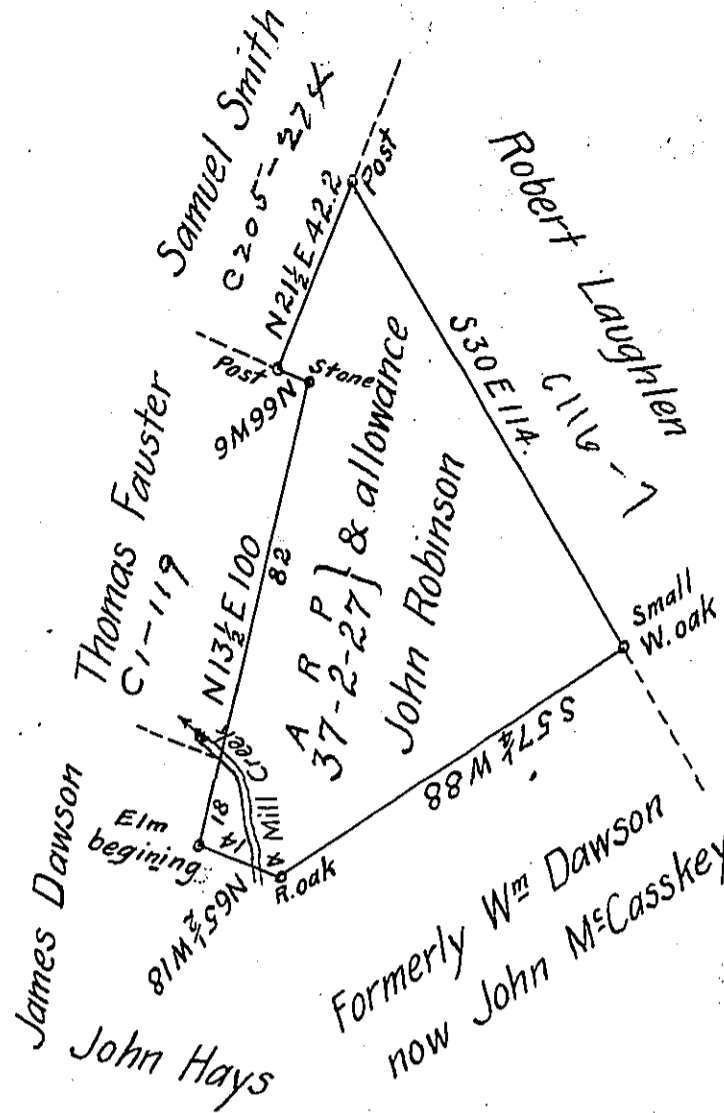 Samuel Smith
C205-274
Robert Laughlen
C116-7
Post
N21½E 42.2
Post
Stone
N66W6
S30E114.
Thomas Fauster
C1-119
N13½E100
82
A R P
37-2-27} & allowance
John Robinson
Small
W.oak
S57¼W88
James Dawson
Mill Creek
Elm
begining
18
14
4
R.oak
N65½W18
John Hays
Formerly Wm Dawson
now John McCasskey